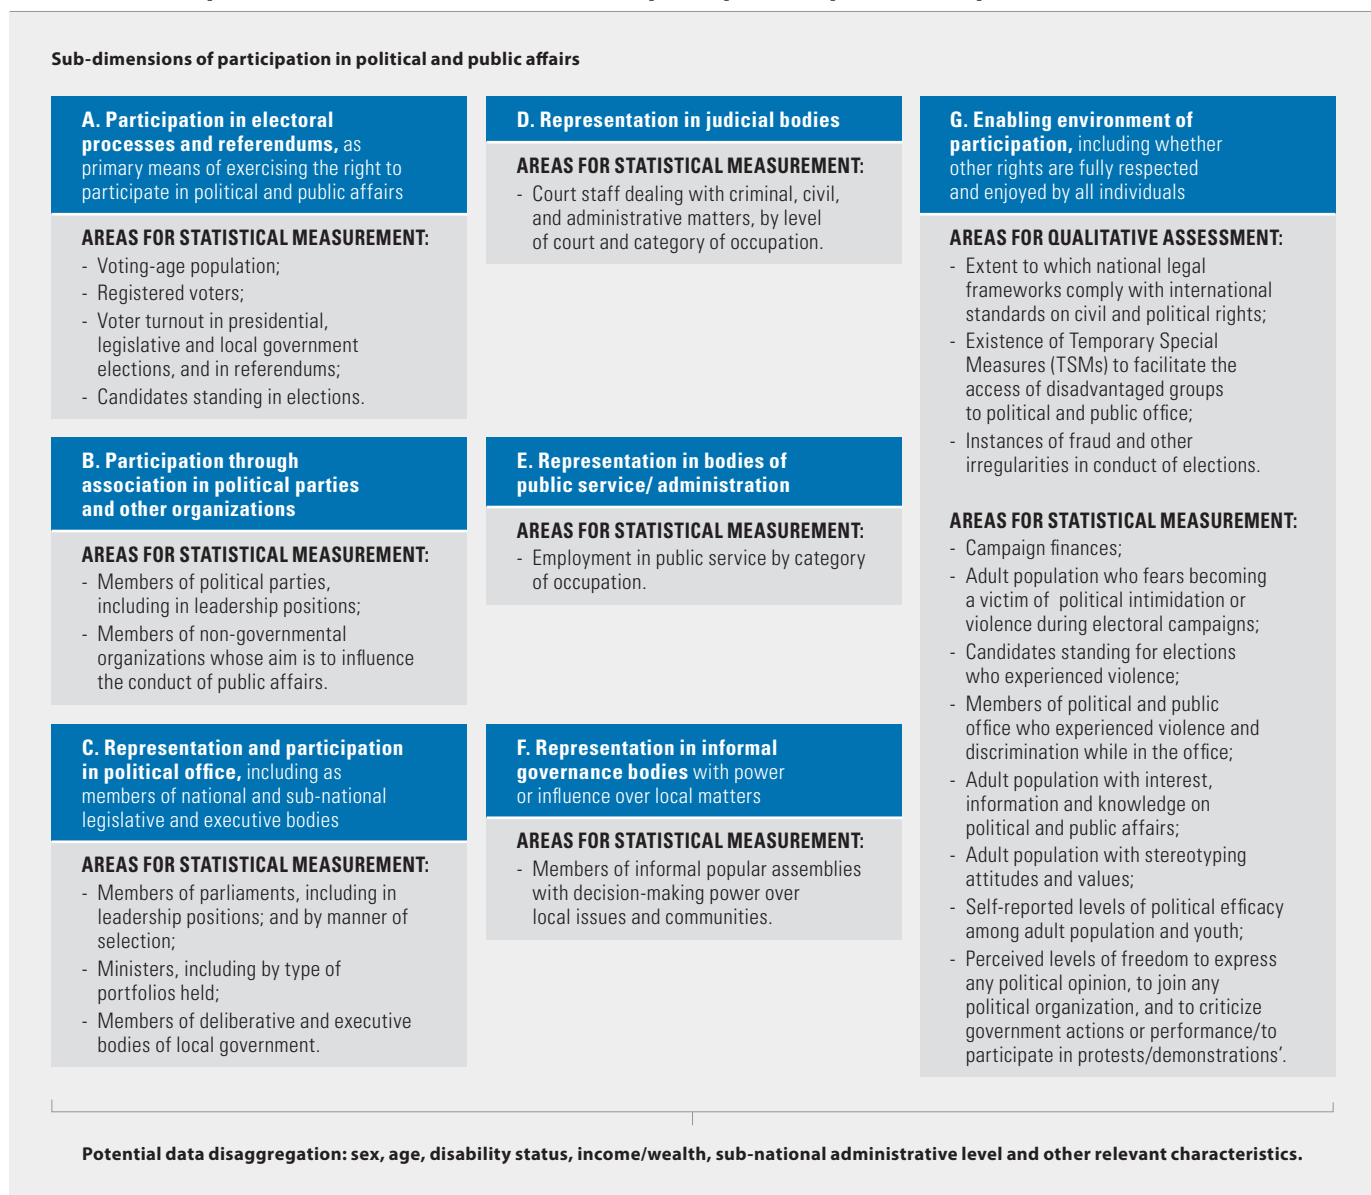 Sub-dimensions of participation in political and public affairs
A. Participation in electoral
processes and referendums, as
primary means of exercising the right to
participate in political and public affairs
AREAS FOR STATISTICAL MEASUREMENT:
- Voting-age population;
- Registered voters;
- Voter turnout in presidential,
legislative and local government
elections, and in referendums;
- Candidates standing in elections.
B. Participation through
association in political parties
and other organizations
AREAS FOR STATISTICAL MEASUREMENT:
- Members of political parties,
including in leadership positions;
- Members of non-governmental
organizations whose aim is to influence
the conduct of public affairs.
C. Representation and participation
in political office, including as
members of national and sub-national
legislative and executive bodies
AREAS FOR STATISTICAL MEASUREMENT:
- Members of parliaments, including in
leadership positions; and by manner of
selection;
- Ministers, including by type of
portfolios held;
- Members of deliberative and executive
bodies of local government.
D. Representation in judicial bodies
AREAS FOR STATISTICAL MEASUREMENT:
- Court staff dealing with criminal, civil,
and administrative matters, by level
of court and category of occupation.
E. Representation in bodies of
public service/ administration
AREAS FOR STATISTICAL MEASUREMENT:
- Employment in public service by category
of occupation.
F. Representation in informal
governance bodies with power
or influence over local matters
AREAS FOR STATISTICAL MEASUREMENT:
- Members of informal popular assemblies
with decision-making power over
local issues and communities.
G. Enabling environment of
participation, including whether
other rights are fully respected
and enjoyed by all individuals
AREAS FOR QUALITATIVE ASSESSMENT:
- Extent to which national legal
frameworks comply with international
standards on civil and political rights;
- Existence of Temporary Special
Measures (TSMs) to facilitate the
access of disadvantaged groups
to political and public office;
- Instances of fraud and other
irregularities in conduct of elections.
AREAS FOR STATISTICAL MEASUREMENT:
- Campaign finances;
- Adult population who fears becoming
a victim of political intimidation or
violence during electoral campaigns;
- Candidates standing for elections
who experienced violence;
- Members of political and public
office who experienced violence and
discrimination while in the office;
- Adult population with interest,
information and knowledge on
political and public affairs;
- Adult population with stereotyping
attitudes and values;
- Self-reported levels of political efficacy
among adult population and youth;
- Perceived levels of freedom to express
any political opinion, to join any
political organization, and to criticize
government actions or performance/to
participate in protests/demonstrations’.
Potential data disaggregation: sex, age, disability status, income/wealth, sub-national administrative level and other relevant characteristics.